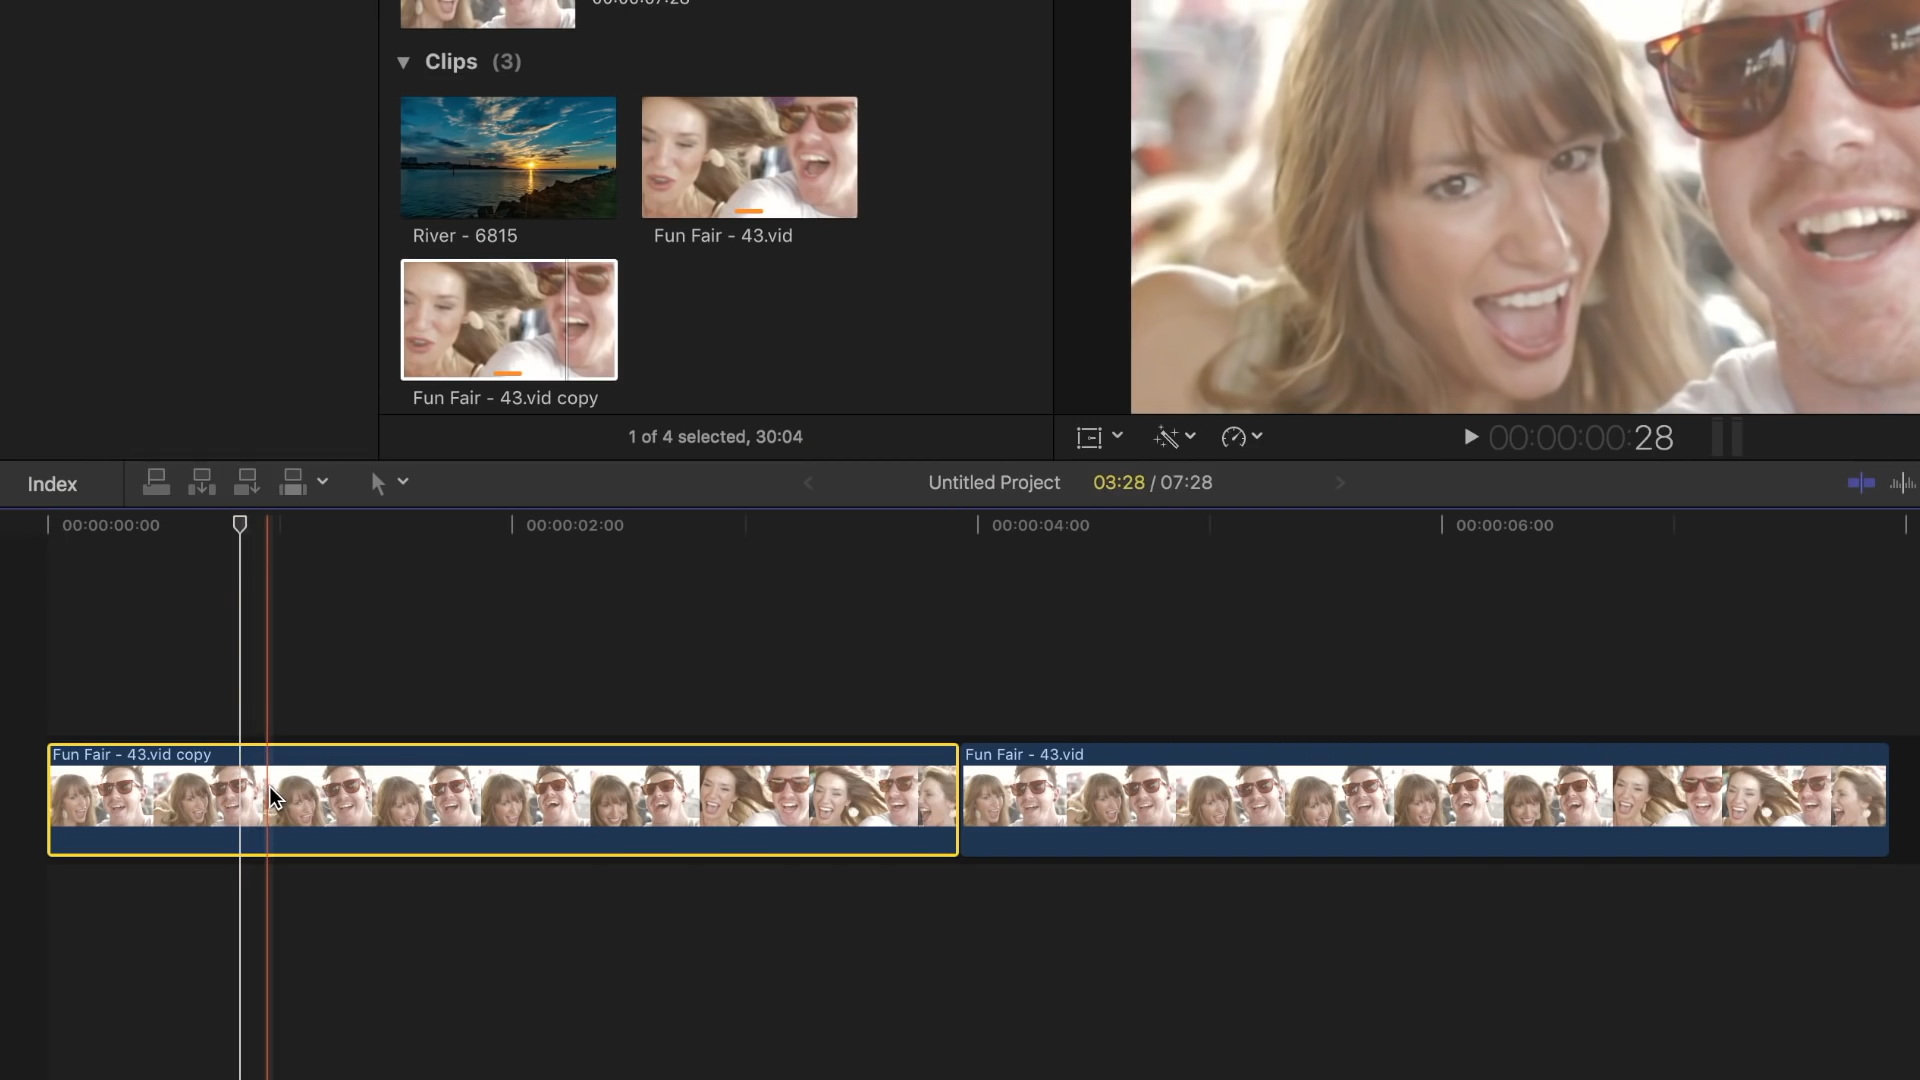 Clips (3)
River - 6815
Fun Fair - 43.vid
Fun Fair - 43.vid copy
1 of 4 selected, 30:04
00:00:00:28
Index
Untitled Project
03:28 / 07:28
00:00:00:00
00:00:02:00
00:00:04:00
00:00:06:00
Fun Fair - 43.vid copy
Fun Fair - 43.vid